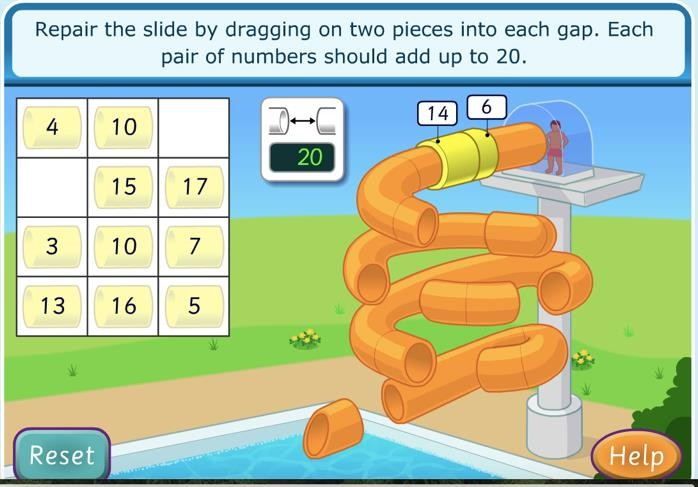 Repair the slide by dragging on two pieces into each gap. Each
pair of numbers should add up to 20.
14 6
20
4 10
15 17
3 10 7
13 16 5
Reset
Help